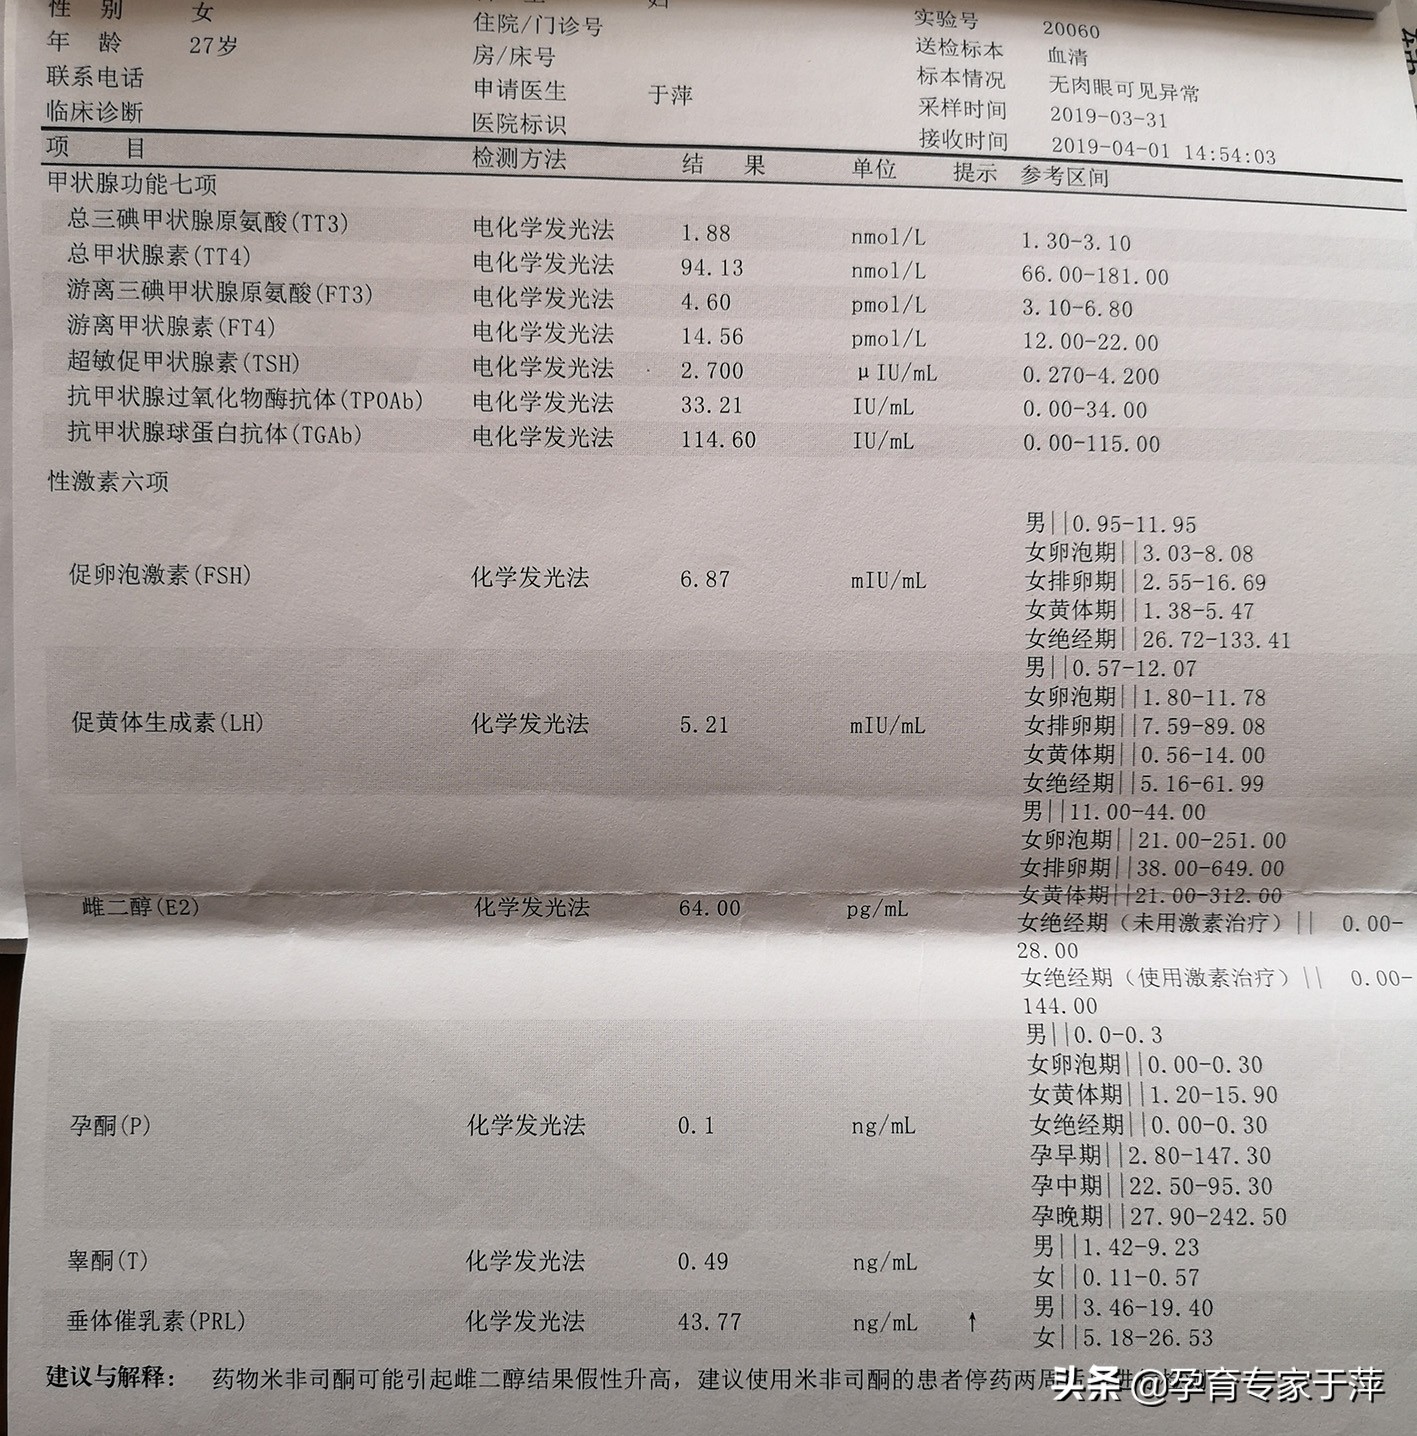 性 别 女
年 龄 27岁
联系电话
临床诊断
住院/门诊号
房/床号
申请医生 于萍
医院标识
实验号 20060
送检标本 血清
标本情况 无肉眼可见异常
采样时间 2019-03-31
接收时间 2019-04-01 14:54:03
项 目 检测方法 结 果 单位 提示 参考区间
甲状腺功能七项
总三碘甲状腺原氨酸(TT3) 电化学发光法 1.88 nmol/L 1.30-3.10
总甲状腺素(TT4) 电化学发光法 94.13 nmol/L 66.00-181.00
游离三碘甲状腺原氨酸(FT3) 电化学发光法 4.60 pmol/L 3.10-6.80
游离甲状腺素(FT4) 电化学发光法 14.56 pmol/L 12.00-22.00
超敏促甲状腺素(TSH) 电化学发光法 2.700 μIU/mL 0.270-4.200
抗甲状腺过氧化物酶抗体(TPOAb) 电化学发光法 33.21 IU/mL 0.00-34.00
抗甲状腺球蛋白抗体(TGAb) 电化学发光法 114.60 IU/mL 0.00-115.00
性激素六项
男||0.95-11.95
女卵泡期||3.03-8.08
促卵泡激素(FSH) 化学发光法 6.87 mIU/mL 女排卵期||2.55-16.69
女黄体期||1.38-5.47
女绝经期||26.72-133.41
男||0.57-12.07
女卵泡期||1.80-11.78
促黄体生成素(LH) 化学发光法 5.21 mIU/mL 女排卵期||7.59-89.08
女黄体期||0.56-14.00
女绝经期||5.16-61.99
男||11.00-44.00
女卵泡期||21.00-251.00
女排卵期||38.00-649.00
女黄体期||21.00-312.00
雌二醇(E2) 化学发光法 64.00 pg/mL 女绝经期（未用激素治疗）|| 0.00-
28.00
女绝经期（使用激素治疗）|| 0.00-
144.00
男||0.0-0.3
女卵泡期||0.00-0.30
女黄体期||1.20-15.90
孕酮(P) 化学发光法 0.1 ng/mL 女绝经期||0.00-0.30
孕早期||2.80-147.30
孕中期||22.50-95.30
孕晚期||27.90-242.50
男||1.42-9.23
睾酮(T) 化学发光法 0.49 ng/mL 女||0.11-0.57
男||3.46-19.40
垂体催乳素(PRL) 化学发光法 43.77 ng/mL ↑ 女||5.18-26.53
建议与解释： 药物米非司酮可能引起雌二醇结果假性升高，建议使用米非司酮的患者停药两周
头条 @孕育专家于萍